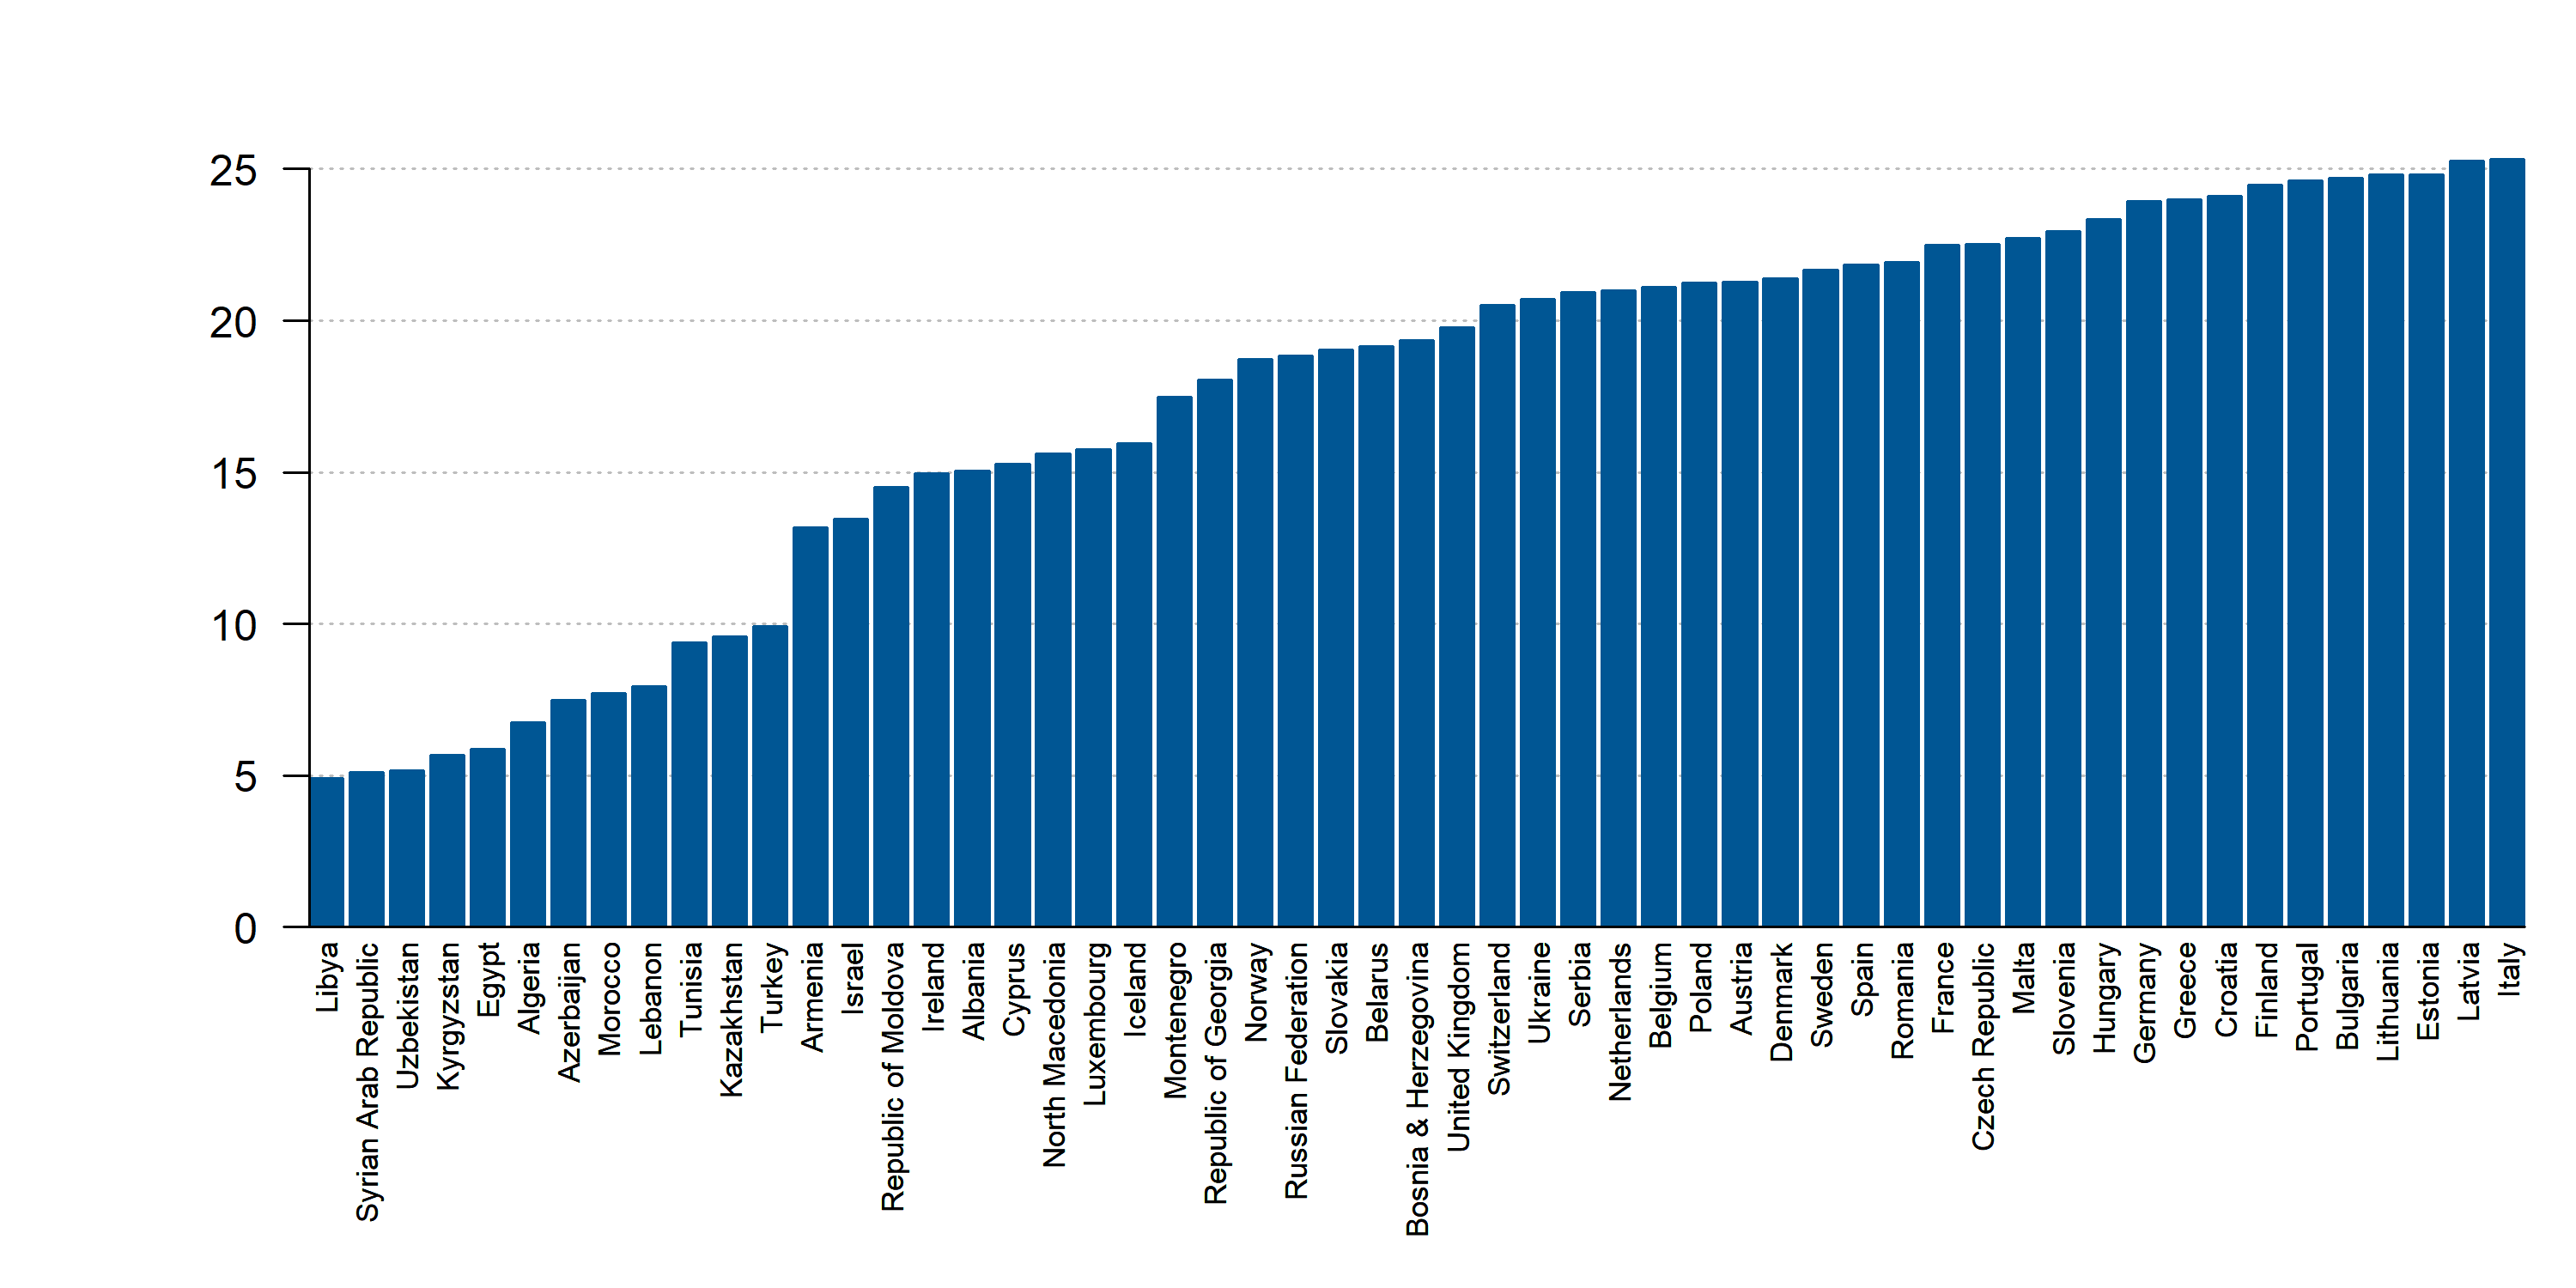 25
20
15
10
5
0
Libya
Syrian Arab Republic
Uzbekistan
Kyrgyzstan
Egypt
Algeria
Azerbaijan
Morocco
Lebanon
Tunisia
Kazakhstan
Turkey
Armenia
Israel
Republic of Moldova
Ireland
Albania
Cyprus
North Macedonia
Luxembourg
Iceland
Montenegro
Republic of Georgia
Norway
Russian Federation
Slovakia
Belarus
Bosnia & Herzegovina
United Kingdom
Switzerland
Ukraine
Serbia
Netherlands
Belgium
Poland
Austria
Denmark
Sweden
Spain
Romania
France
Czech Republic
Malta
Slovenia
Hungary
Germany
Greece
Croatia
Finland
Portugal
Bulgaria
Lithuania
Estonia
Latvia
Italy